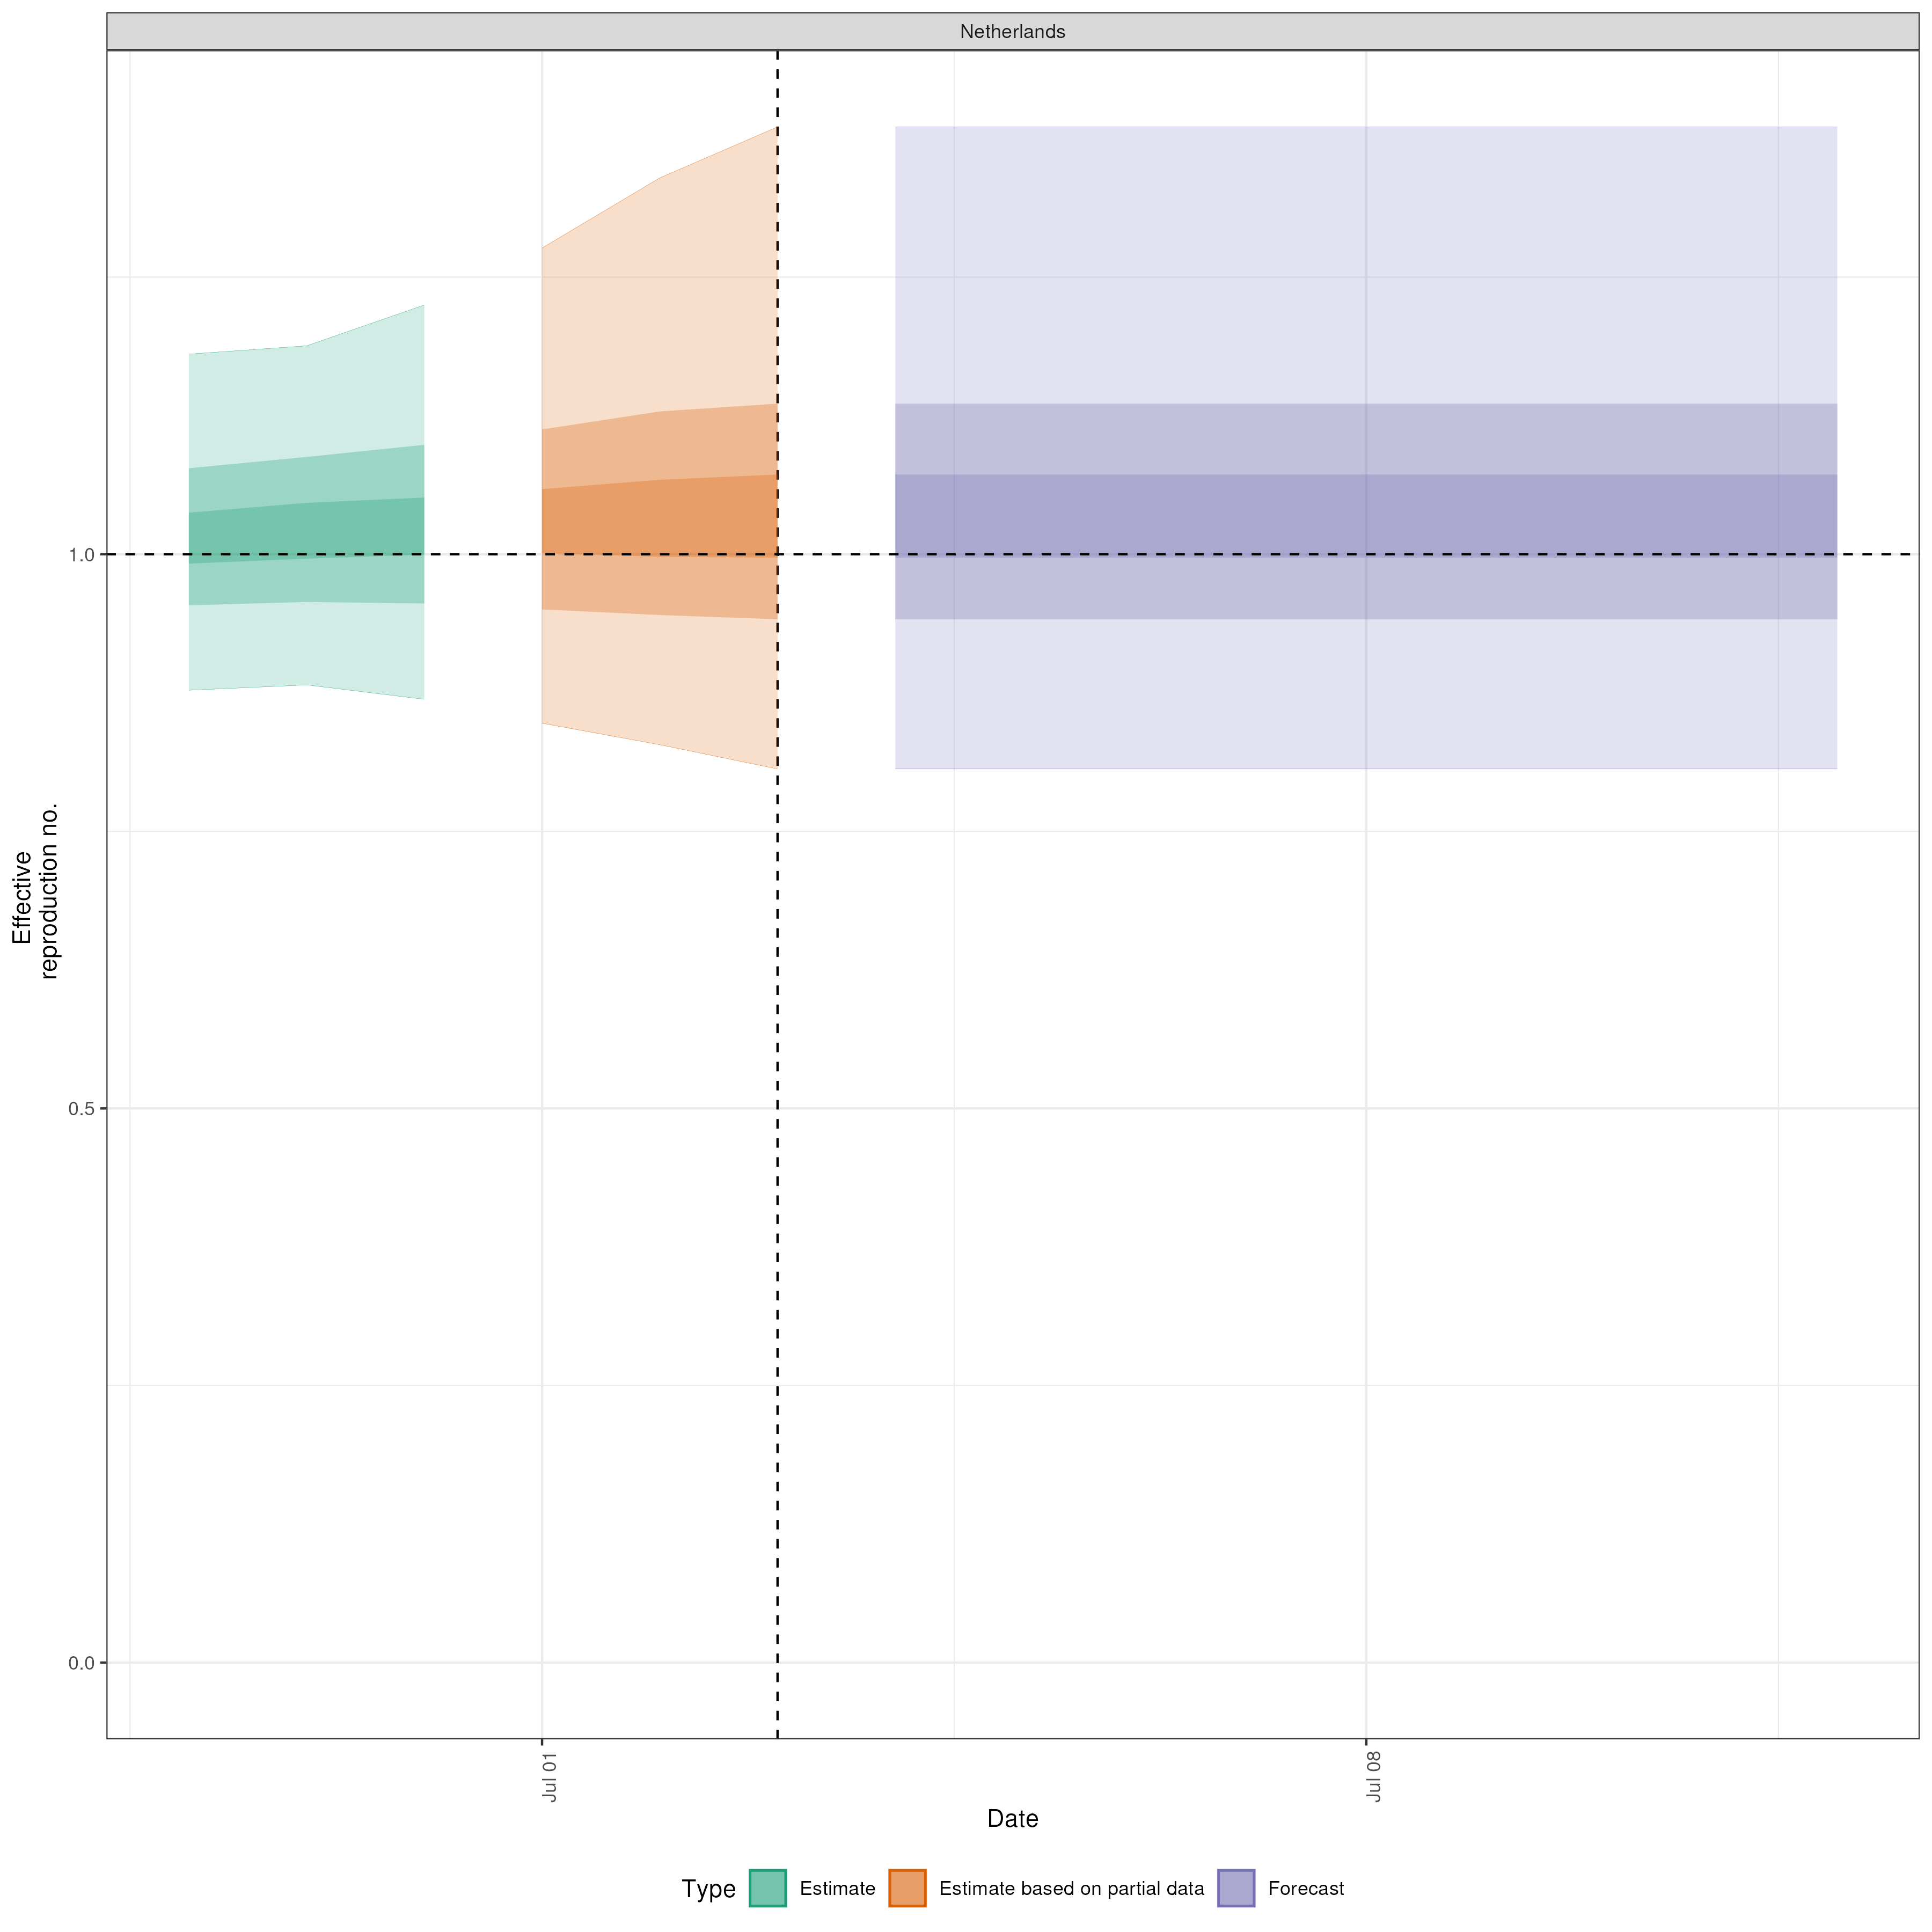 Netherlands
Effective
reproduction no.
1.0
0.5
0.0
Jul 01
Jul 08
Date
Type
Estimate
Estimate based on partial data
Forecast